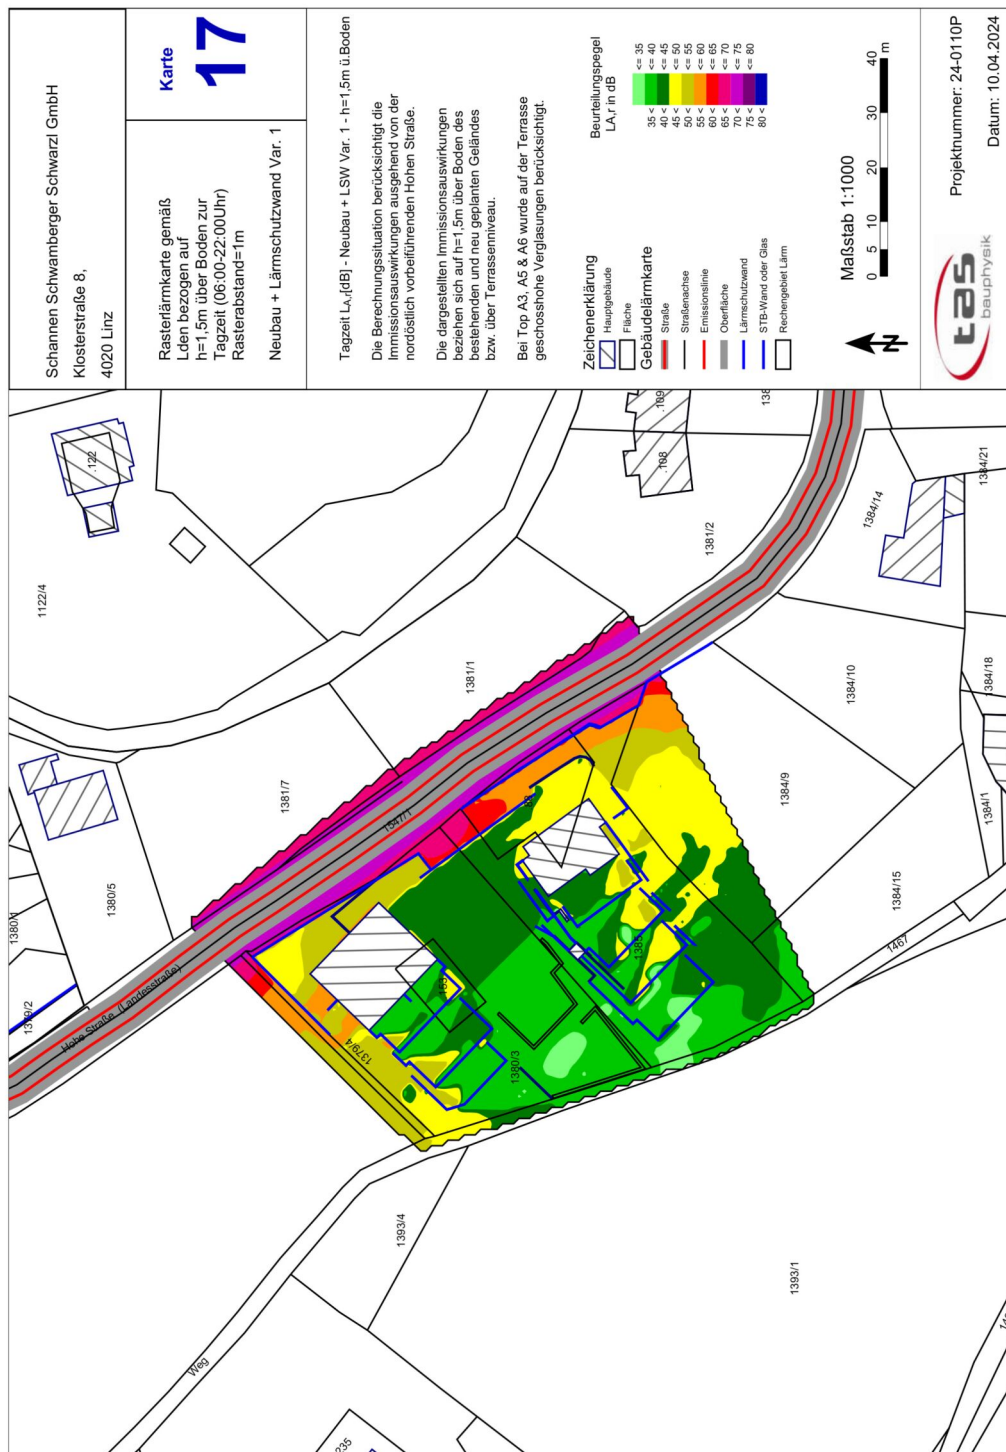 Schannen Schwamberger Schwarzl GmbH
Klosterstraße 8,
4020 Linz
Rasterlärmkarte gemäß
Lden bezogen auf
h=1,5m über Boden zur
Tagzeit (06:00-22:00Uhr)
Rasterabstand=1m
Neubau + Lärmschutzwand Var. 1
Karte
17
Tagzeit LA,r[dB] - Neubau + LSW Var. 1 - h=1,5m ü.Boden
Die Berechnungssituation berücksichtigt die
Immissionsauswirkungen ausgehend von der
nordöstlich vorbeiführenden Hohen Straße.
Die dargestellten Immissionsauswirkungen
beziehen sich auf h=1,5m über Boden des
bestehenden und neu geplanten Geländes
bzw. über Terrassenniveau.
Bei Top A3, A5 & A6 wurde auf der Terrasse
geschosshohe Verglasungen berücksichtigt.
Zeichenerklärung
Hauptgebäude
Fläche
Gebäudelärmkarte
Straße
Straßenachse
Emissionslinie
Oberfläche
Lärmschutzwand
STB-Wand oder Glas
Rechengebiet Lärm
Beurteilungspegel
LA,r in dB
<= 35
35 < <= 40
40 < <= 45
45 < <= 50
50 < <= 55
55 < <= 60
60 < <= 65
65 < <= 70
70 < <= 75
75 < <= 80
80 <
Maßstab 1:1000
0 5 10 20 30 40
m
N
tas
bauphysik
Projektnummer: 24-0110P
Datum: 10.04.2024
.122
1122/4
.109
.108
1381/2
1384/14
1384/21
1381/1
1384/10
1384/18
1381/7
1384/9
1384/1
1380/5
1547/1
1384/15
1467
1379/2
Hohe Straße (Landesstraße)
1379/4
1380/3
1385
1393/4
1393/1
Weg